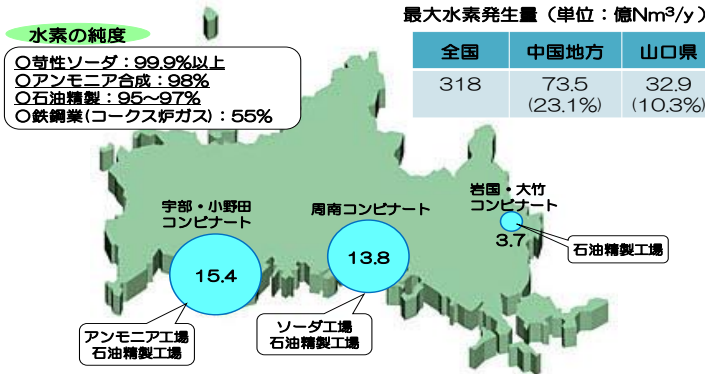 最大水素発生量（単位：億Nm³/y）
全国 中国地方 山口県
318 73.5 32.9
(23.1%) (10.3%)
水素の純度
○苛性ソーダ：99.9%以上
○アンモニア合成：98%
○石油精製：95～97%
○鉄鋼業(コークス炉ガス)：55%
宇部・小野田
コンビナート
15.4
アンモニア工場
石油精製工場
周南コンビナート
13.8
ソーダ工場
石油精製工場
岩国・大竹
コンビナート
3.7
石油精製工場